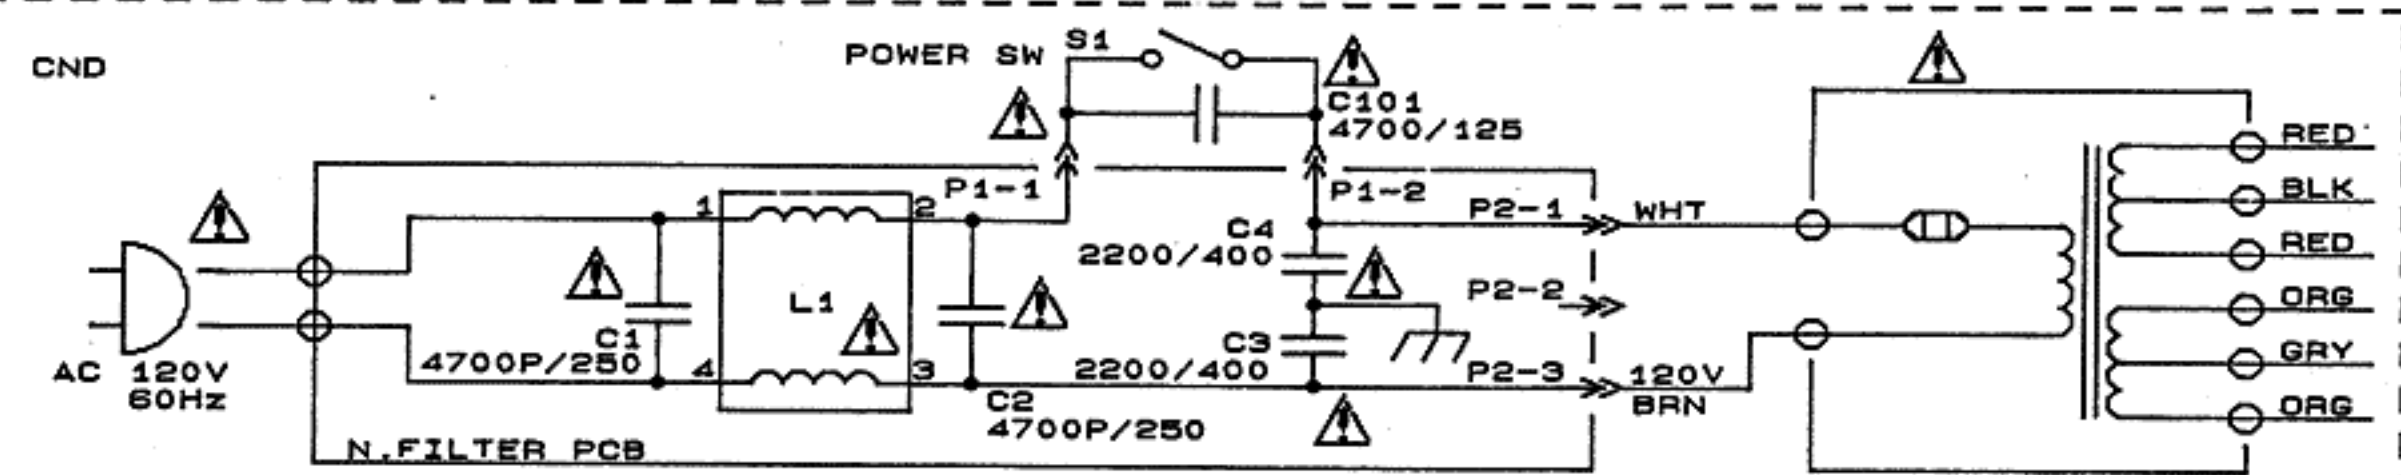 CND
POWER SW
S1
C101
4700/125
P1-1
P1-2
1
2
P2-1
WHT
C4
2200/400
P2-2
L1
C1
4700P/250
C3
2200/400
P2-3
120V
BRN
4
3
AC 120V
60Hz
C2
4700P/250
N.FILTER PCB
RED
BLK
RED
ORG
GRY
ORG